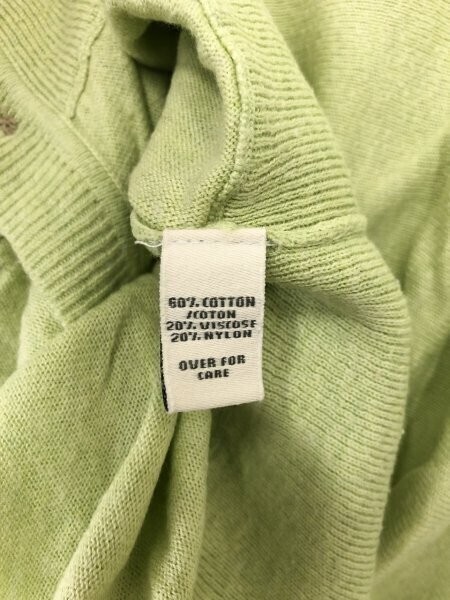 60% COTTON
/COTON
20% VISCOSE
20% NYLON
OVER FOR
CARE